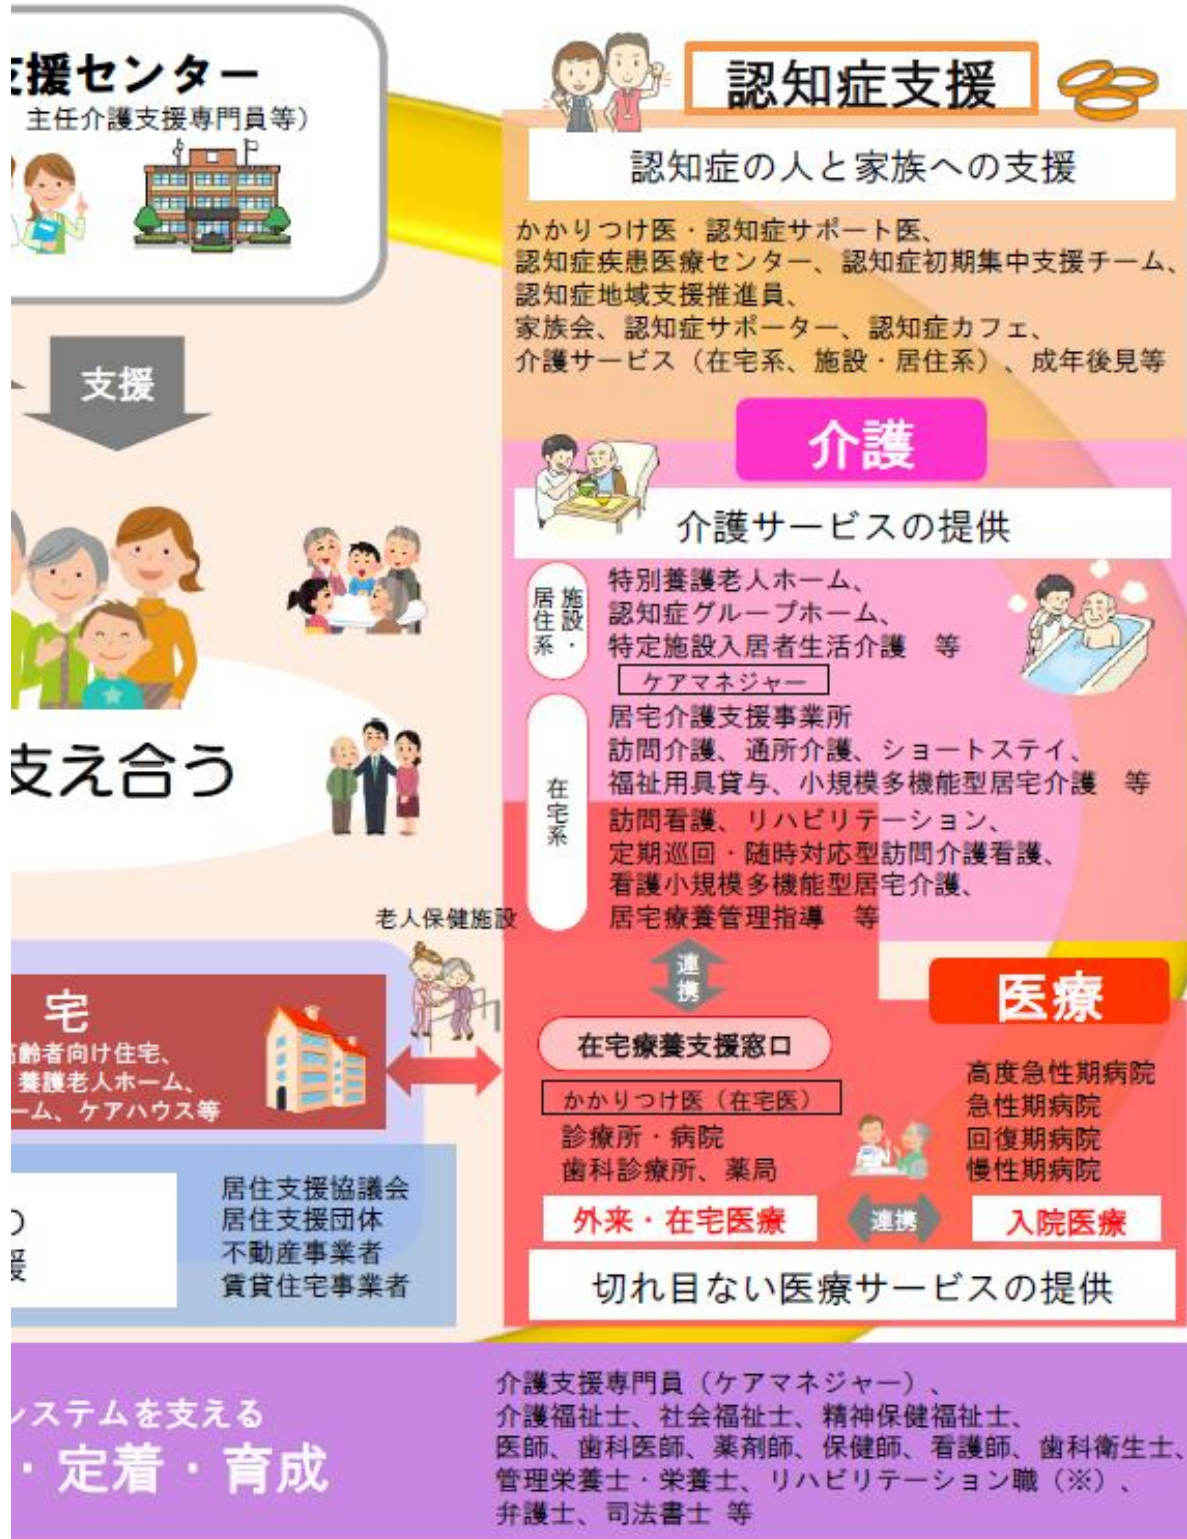 援センター
主任介護支援専門員等）
支援
支え合う
老人保健施設
宅
齢者向け住宅、
養護老人ホーム、
ーム、ケアハウス等
居住支援協議会
居住支援団体
不動産事業者
賃貸住宅事業者
認知症支援
認知症の人と家族への支援
かかりつけ医・認知症サポート医、
認知症疾患医療センター、認知症初期集中支援チーム、
認知症地域支援推進員、
家族会、認知症サポーター、認知症カフェ、
介護サービス（在宅系、施設・居住系）、成年後見等
介護
介護サービスの提供
施設・
居住系
特別養護老人ホーム、
認知症グループホーム、
特定施設入居者生活介護　等
ケアマネジャー
在宅系
居宅介護支援事業所
訪問介護、通所介護、ショートステイ、
福祉用具貸与、小規模多機能型居宅介護　等
訪問看護、リハビリテーション、
定期巡回・随時対応型訪問介護看護、
看護小規模多機能型居宅介護、
居宅療養管理指導　等
連携
医療
在宅療養支援窓口
かかりつけ医（在宅医）
診療所・病院
歯科診療所、薬局
高度急性期病院
急性期病院
回復期病院
慢性期病院
外来・在宅医療
連携
入院医療
切れ目ない医療サービスの提供
システムを支える
・定着・育成
介護支援専門員（ケアマネジャー）、
介護福祉士、社会福祉士、精神保健福祉士、
医師、歯科医師、薬剤師、保健師、看護師、歯科衛生士、
管理栄養士・栄養士、リハビリテーション職（※）、
弁護士、司法書士 等